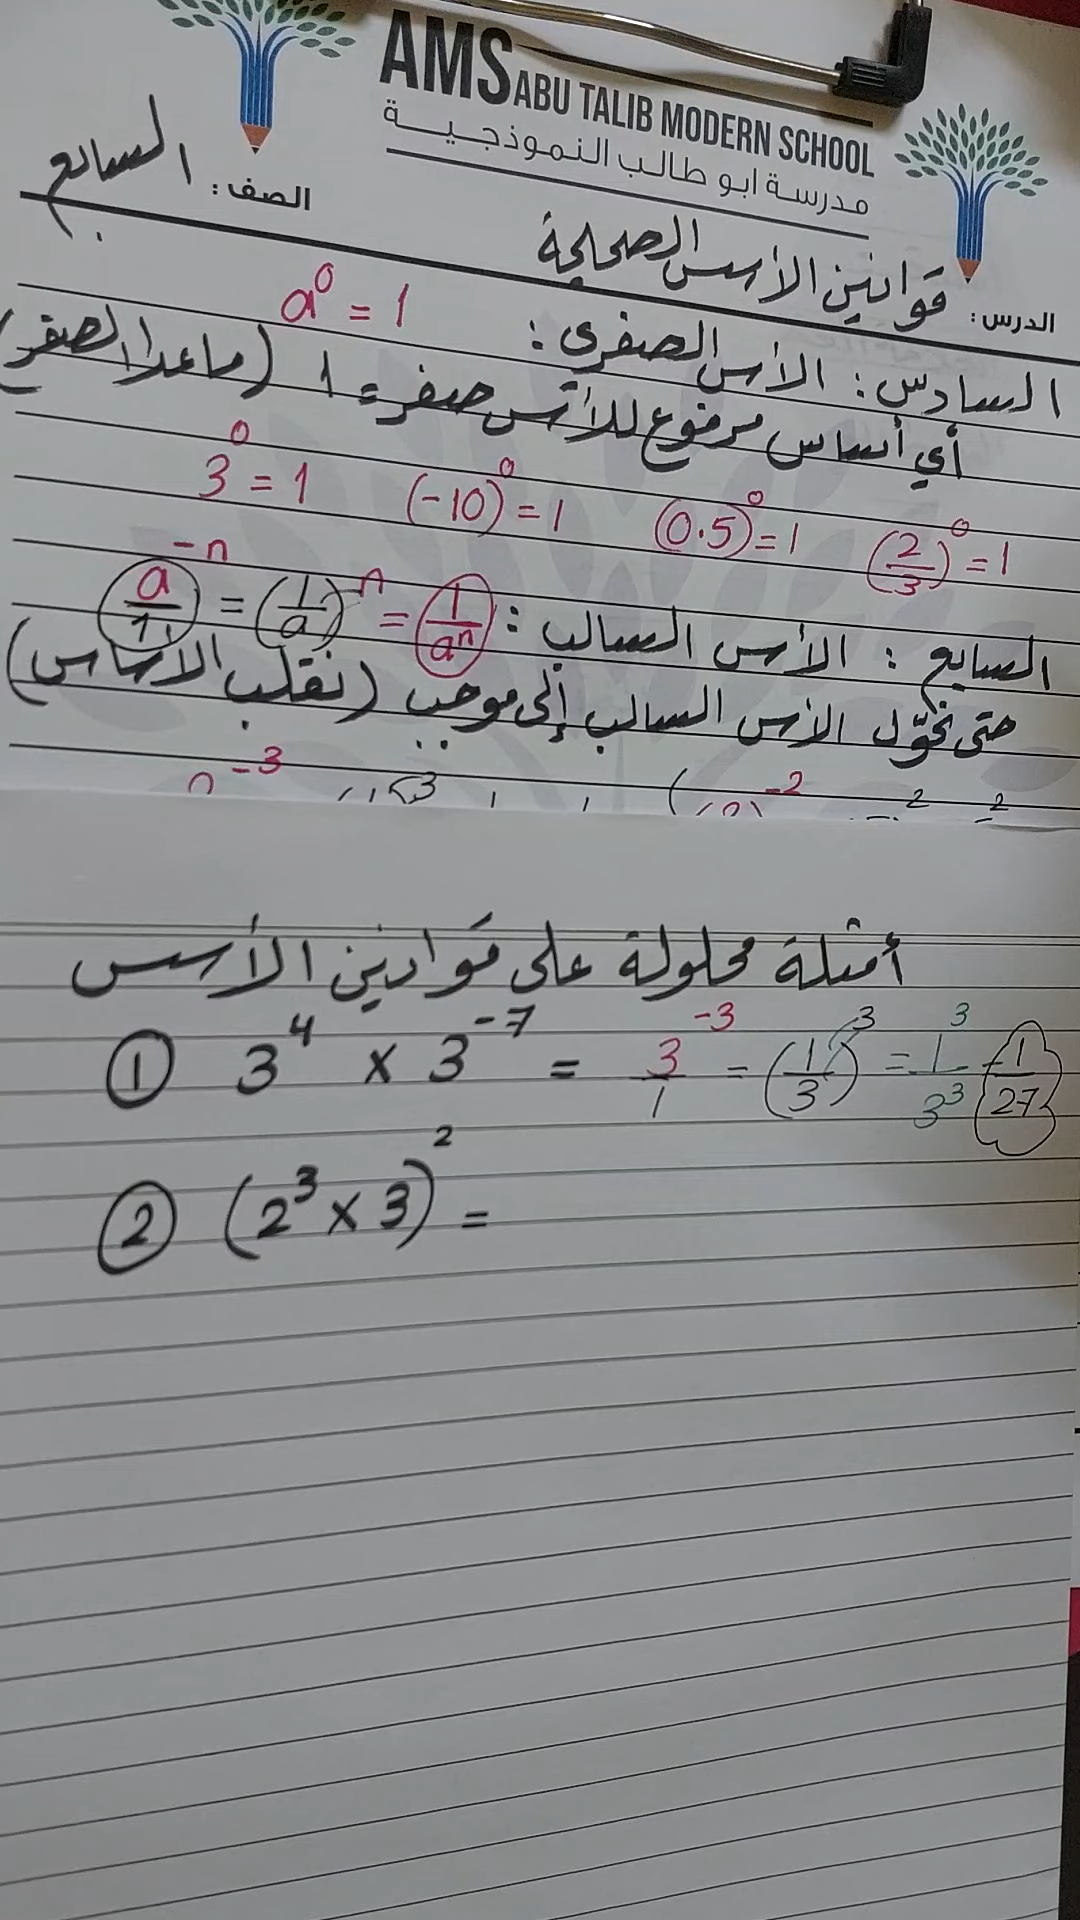 AMS ABU TALIB MODERN SCHOOL
مدرسة ابو طالب النموذجية
الصف: السابع
الدرس: قوانين الأسس الصحيحة
السادس: الأس الصفري: a⁰ = 1
أي أساس مرفوع للأس صفر = 1 (ما عدا الصفر)
3⁰ = 1 (-10)⁰ = 1 (0.5)⁰ = 1 (2/3)⁰ = 1
السابع: الأس السالب: (a/1)⁻ⁿ = (1/a)ⁿ = 1/aⁿ
حتى نحوّل الأس السالب إلى موجب (نقلب الأساس)
أمثلة محلولة على قوانين الأسس
① 3⁴ × 3⁻⁷ = 3⁻³/1 = (1/3)³ = 1³/3³ = 1/27
② (2³ × 3)² =